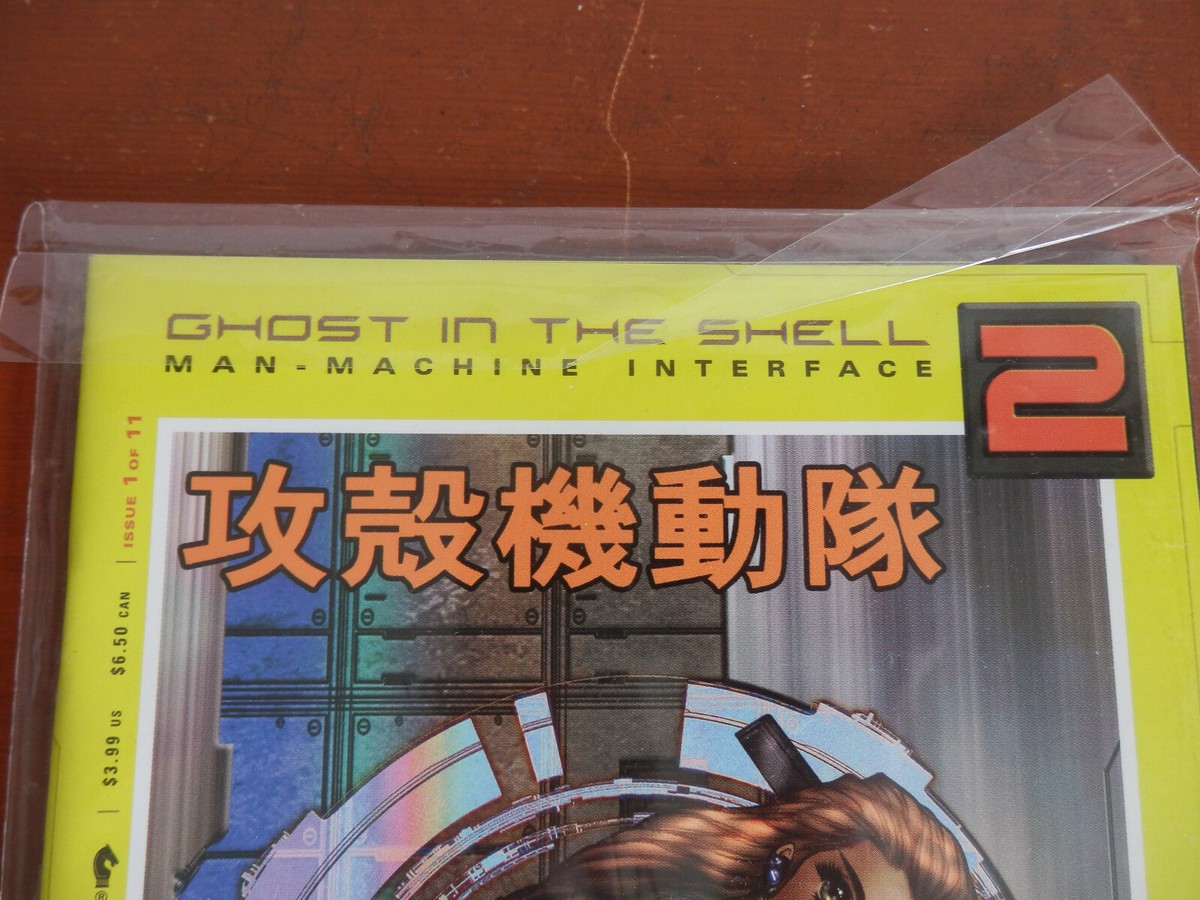 GHOST IN THE SHELL
MAN-MACHINE INTERFACE
2
攻殻機動隊
ISSUE 1 OF 11
$6.50 CAN
$3.99 US
®